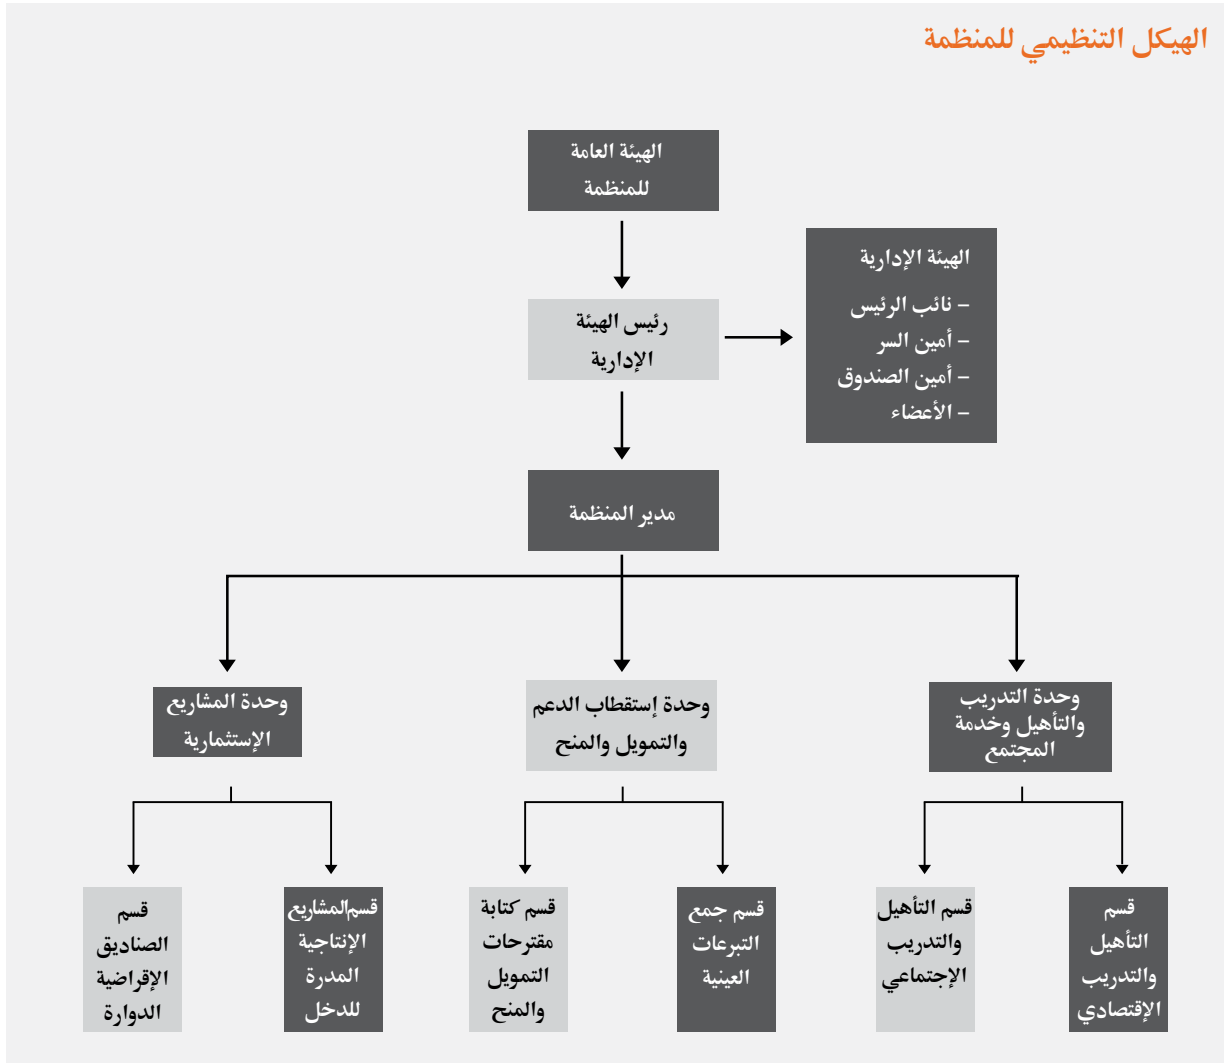 الهيكل التنظيمي للمنظمة
الهيئة العامة
للمنظمة
رئيس الهيئة
الإدارية
الهيئة الإدارية
– نائب الرئيس
– أمين السر
– أمين الصندوق
– الأعضاء
مدير المنظمة
وحدة التدريب
والتأهيل وخدمة
المجتمع
وحدة إستقطاب الدعم
والتمويل والمنح
وحدة المشاريع
الإستثمارية
قسم
التأهيل
والتدريب
الإقتصادي
قسم التأهيل
والتدريب
الإجتماعي
قسم جمع
التبرعات
العينية
قسم كتابة
مقترحات
التمويل
والمنح
قسم المشاريع
الإنتاجية
المدرة
للدخل
قسم
الصناديق
الإقراضية
الدوارة